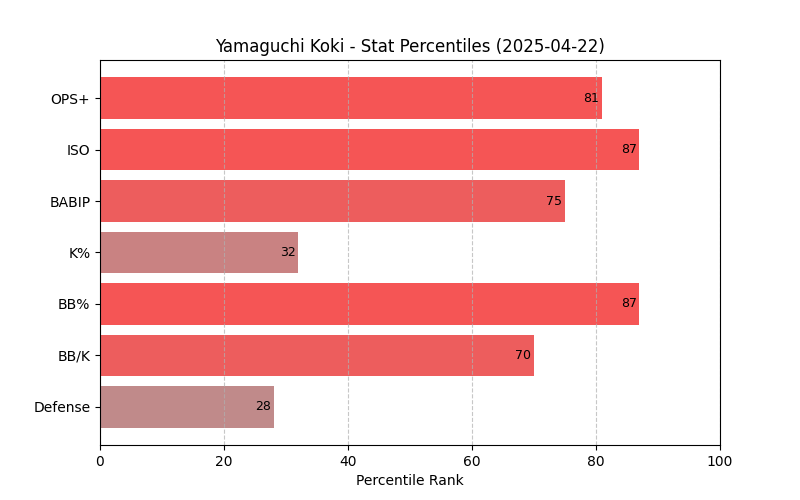 Yamaguchi Koki - Stat Percentiles (2025-04-22)
OPS+ 81
ISO 87
BABIP 75
K% 32
BB% 87
BB/K 70
Defense 28
0 20 40 60 80 100
Percentile Rank